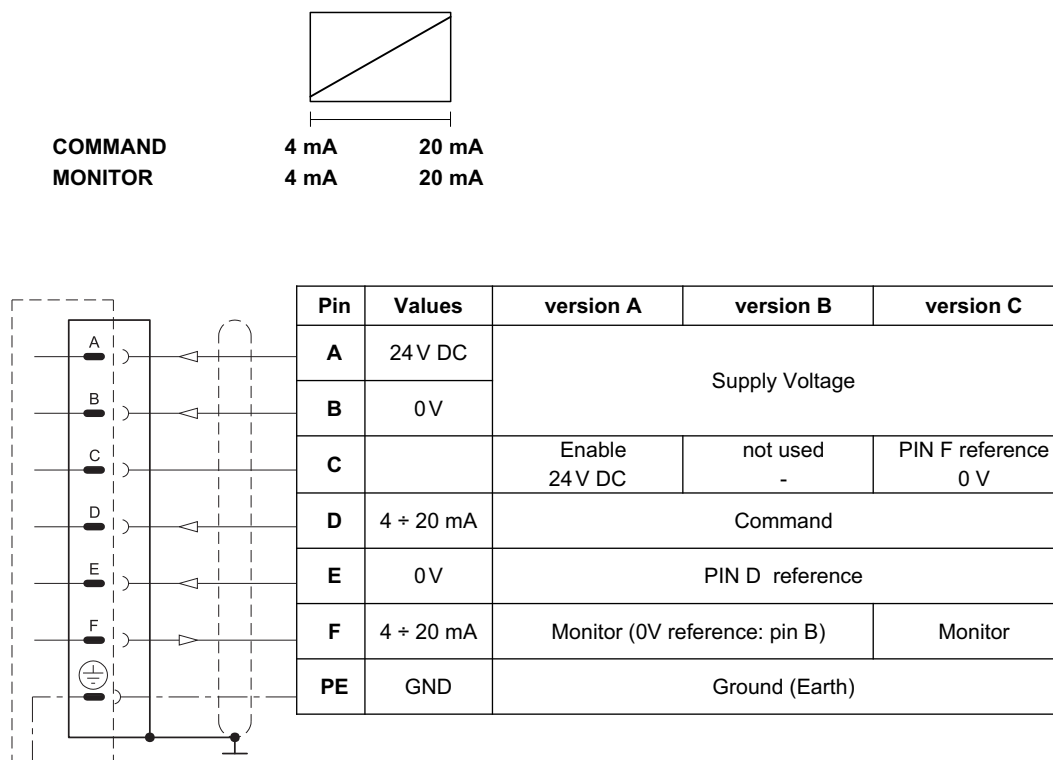 COMMAND 4 mA 20 mA
MONITOR 4 mA 20 mA
Pin Values version A version B version C
A 24 V DC Supply Voltage
B 0 V
C Enable 24 V DC not used - PIN F reference 0 V
D 4 ÷ 20 mA Command
E 0 V PIN D reference
F 4 ÷ 20 mA Monitor (0V reference: pin B) Monitor
PE GND Ground (Earth)
A
B
C
D
E
F